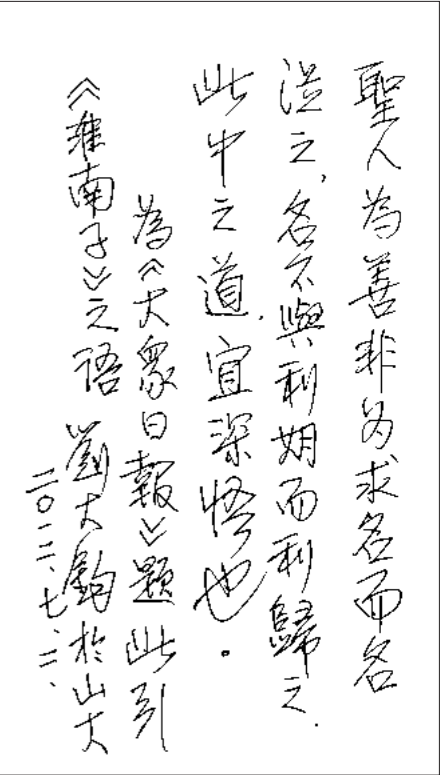 聖人為善非为求名而名
從之,名不與利期而利歸之.
此中之道,宜深悟也。
為《大衆日報》題此引
《淮南子》之語 劉大鈞於山大
二〇一二、七、二、